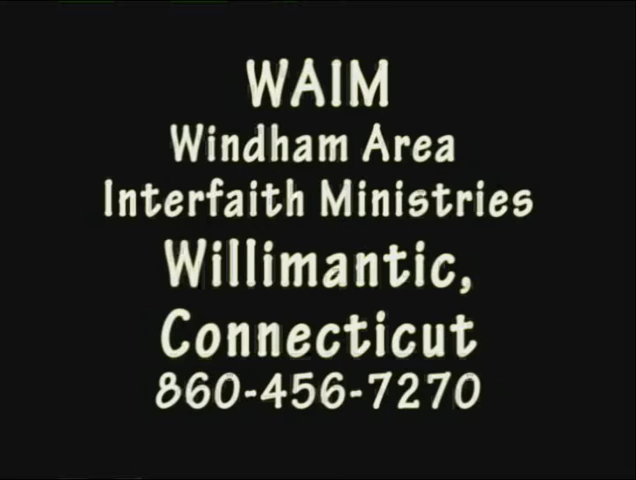 WAIM
Windham Area
Interfaith Ministries
Willimantic,
Connecticut
860-456-7270